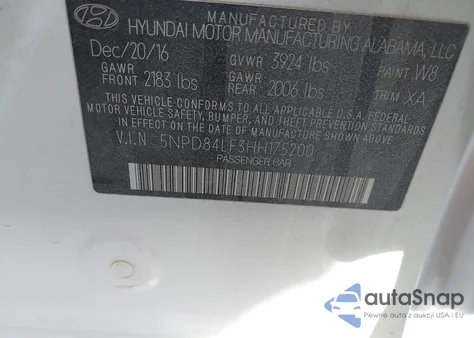 MANUFACTURED BY
HYUNDAI MOTOR MANUFACTURING ALABAMA, LLC
Dec/20/16 GVWR 3924 lbs PAINT W8
GAWR FRONT 2183 lbs GAWR REAR 2006 lbs TRIM XA
THIS VEHICLE CONFORMS TO ALL APPLICABLE U.S.A. FEDERAL
MOTOR VEHICLE SAFETY, BUMPER, AND THEFT PREVENTION STANDARDS
IN EFFECT ON THE DATE OF MANUFACTURE SHOWN ABOVE
V.I.N 5NPD84LF3HH175200
PASSENGER CAR
autoSnap
Pewne auta z aukcji USA i EU